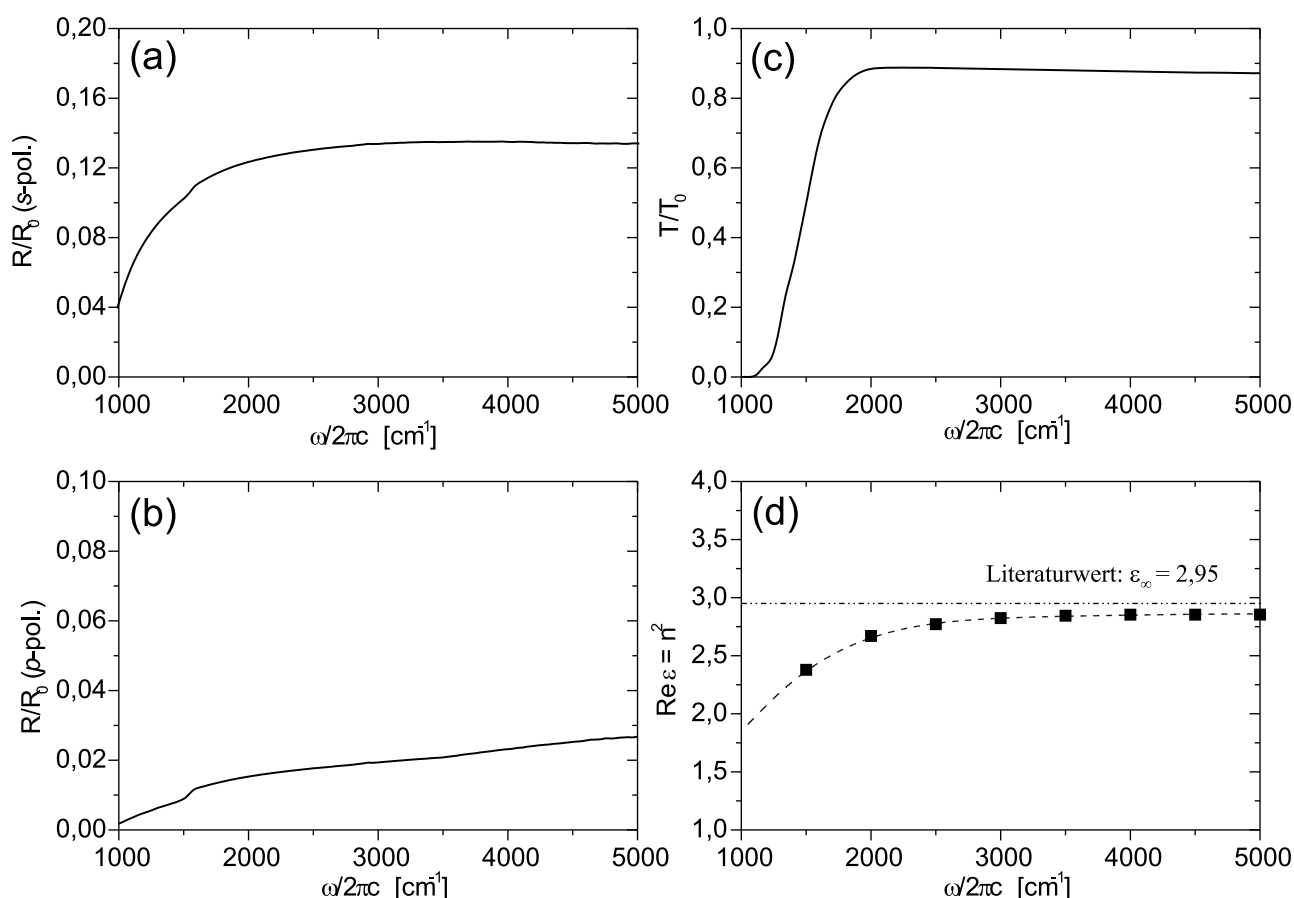 (a)
R/R₀ (s-pol.)
0,20
0,16
0,12
0,08
0,04
0,00
1000 2000 3000 4000 5000
ω/2πc [cm⁻¹]
(c)
T/T₀
1,0
0,8
0,6
0,4
0,2
0,0
1000 2000 3000 4000 5000
ω/2πc [cm⁻¹]
(b)
R/R₀ (p-pol.)
0,10
0,08
0,06
0,04
0,02
0,00
1000 2000 3000 4000 5000
ω/2πc [cm⁻¹]
(d)
Re ε = n²
4,0
3,5
3,0
2,5
2,0
1,5
1,0
Literaturwert: ε∞ = 2,95
1000 2000 3000 4000 5000
ω/2πc [cm⁻¹]